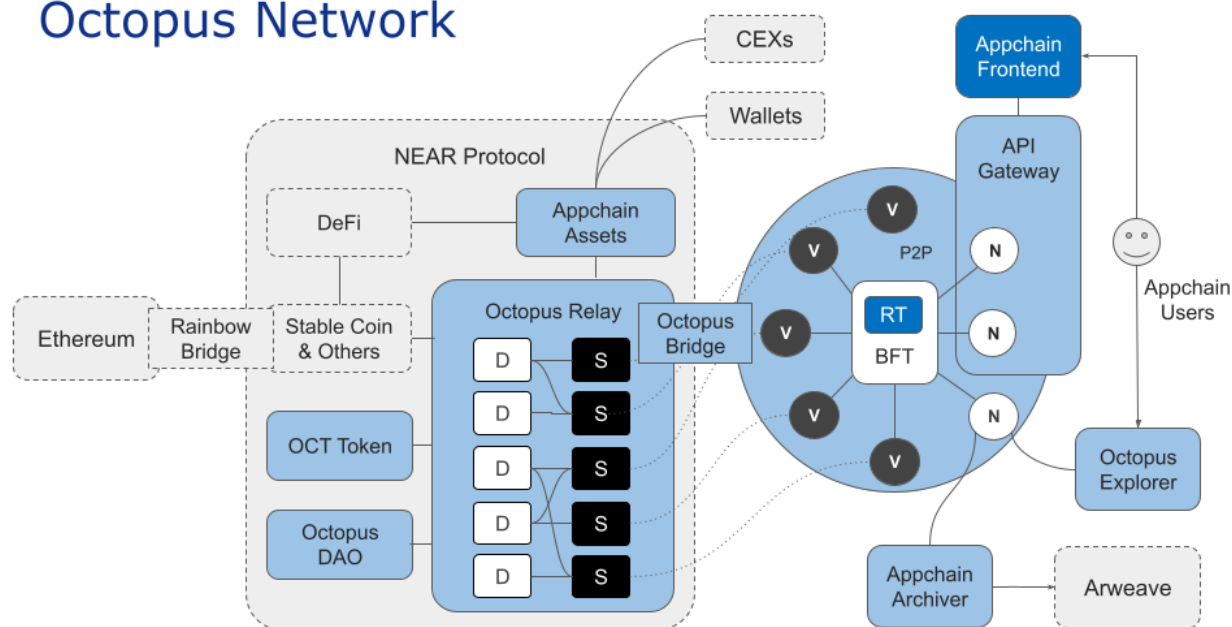 Octopus Network
CEXs
Wallets
Appchain
Frontend
API
Gateway
NEAR Protocol
DeFi
Appchain
Assets
Ethereum
Rainbow
Bridge
Stable Coin
& Others
Octopus Relay
D
S
D
S
D
S
D
S
D
S
OCT Token
Octopus
DAO
Octopus
Bridge
V
V
V
V
V
P2P
RT
BFT
N
N
N
Appchain
Users
Octopus
Explorer
Appchain
Archiver
Arweave